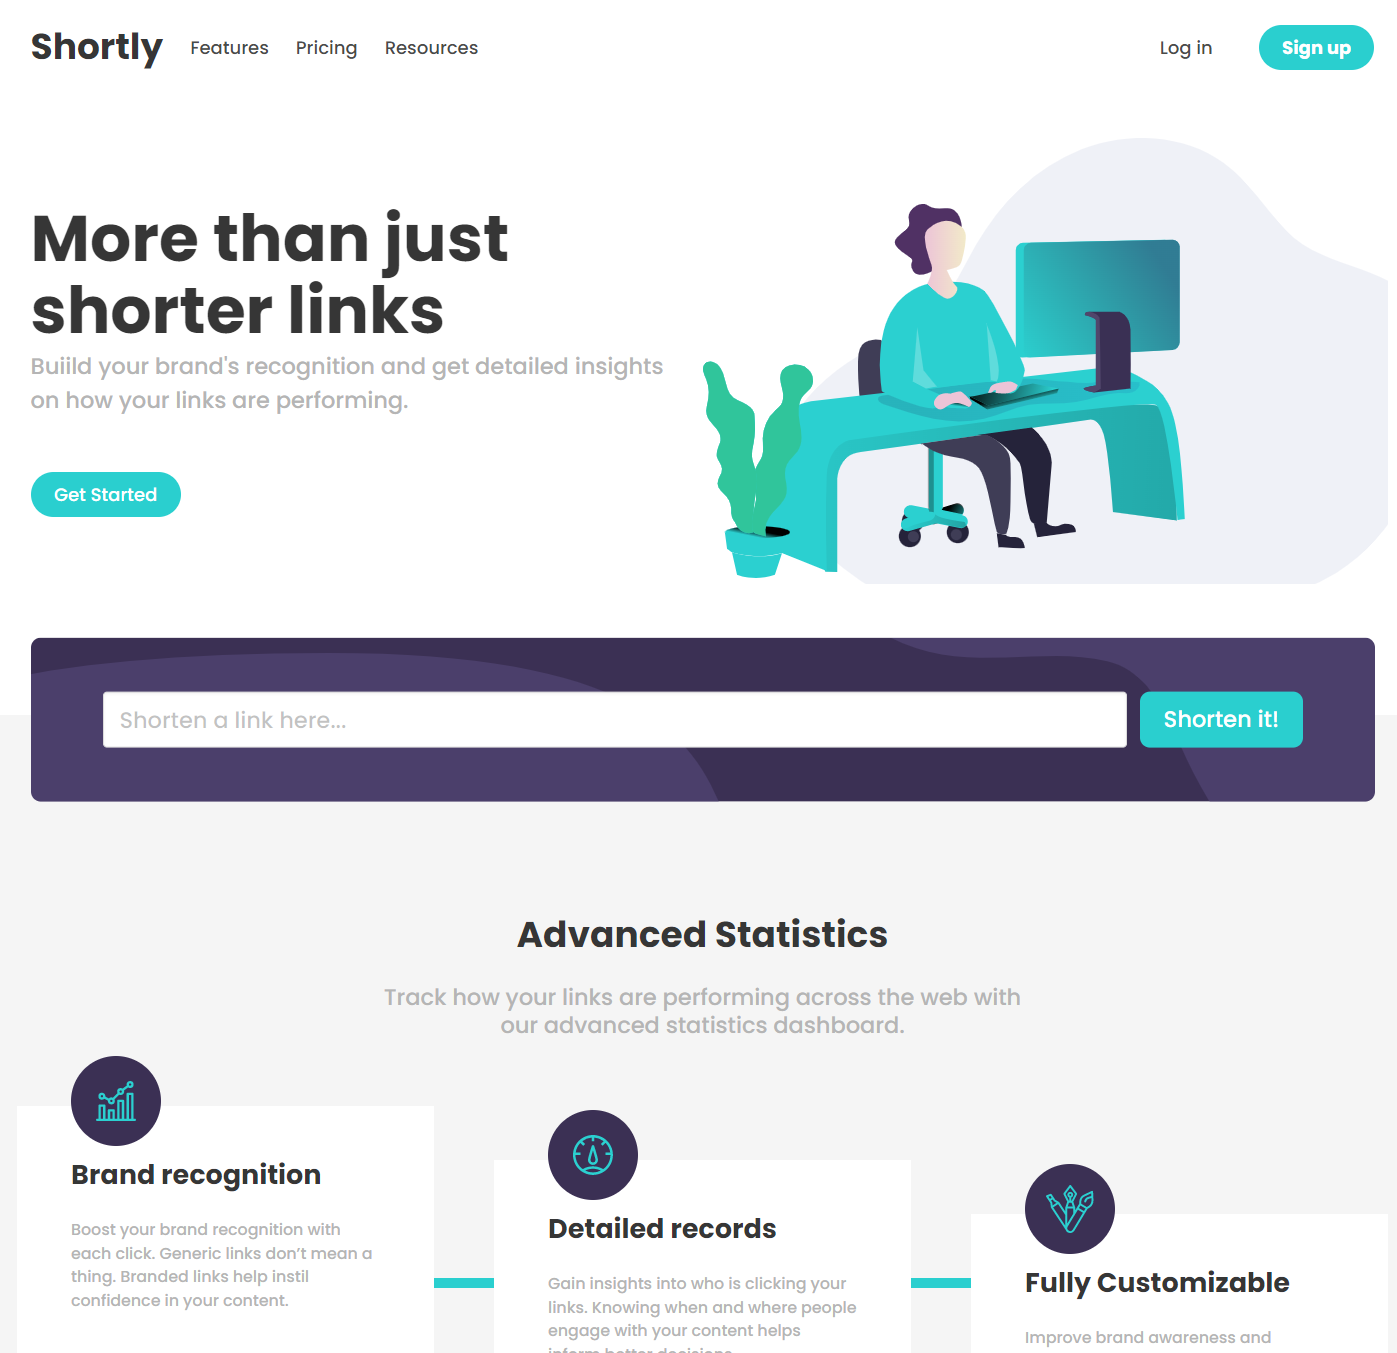 Shortly
Features
Pricing
Resources
Log in
Sign up
More than just
shorter links
Buiild your brand's recognition and get detailed insights
on how your links are performing.
Get Started
Shorten a link here...
Shorten it!
Advanced Statistics
Track how your links are performing across the web with
our advanced statistics dashboard.
Brand recognition
Boost your brand recognition with
each click. Generic links don’t mean a
thing. Branded links help instil
confidence in your content.
Detailed records
Gain insights into who is clicking your
links. Knowing when and where people
engage with your content helps
inform better decisions.
Fully Customizable
Improve brand awareness and